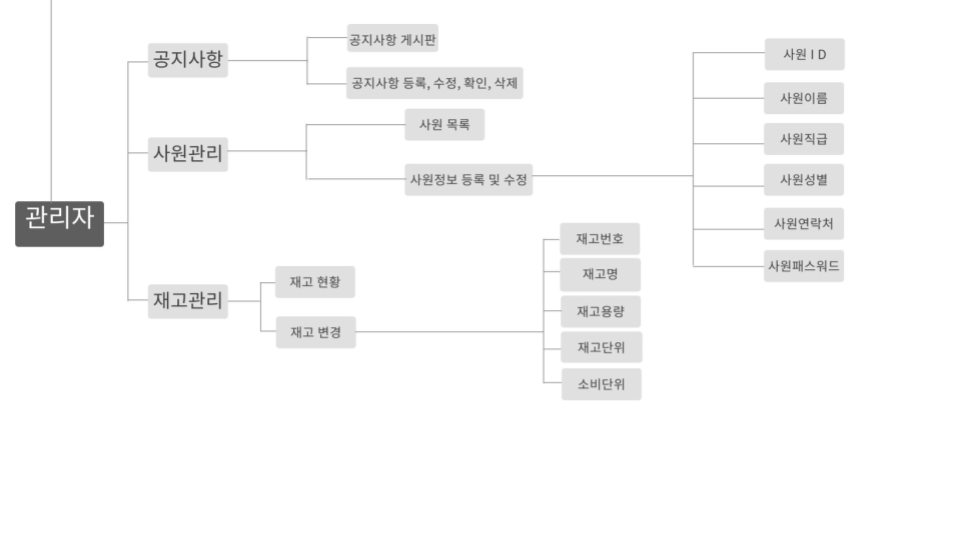 관리자
공지사항
공지사항 게시판
공지사항 등록, 수정, 확인, 삭제
사원관리
사원 목록
사원정보 등록 및 수정
사원 I D
사원이름
사원직급
사원성별
사원연락처
사원패스워드
재고관리
재고 현황
재고 변경
재고번호
재고명
재고용량
재고단위
소비단위